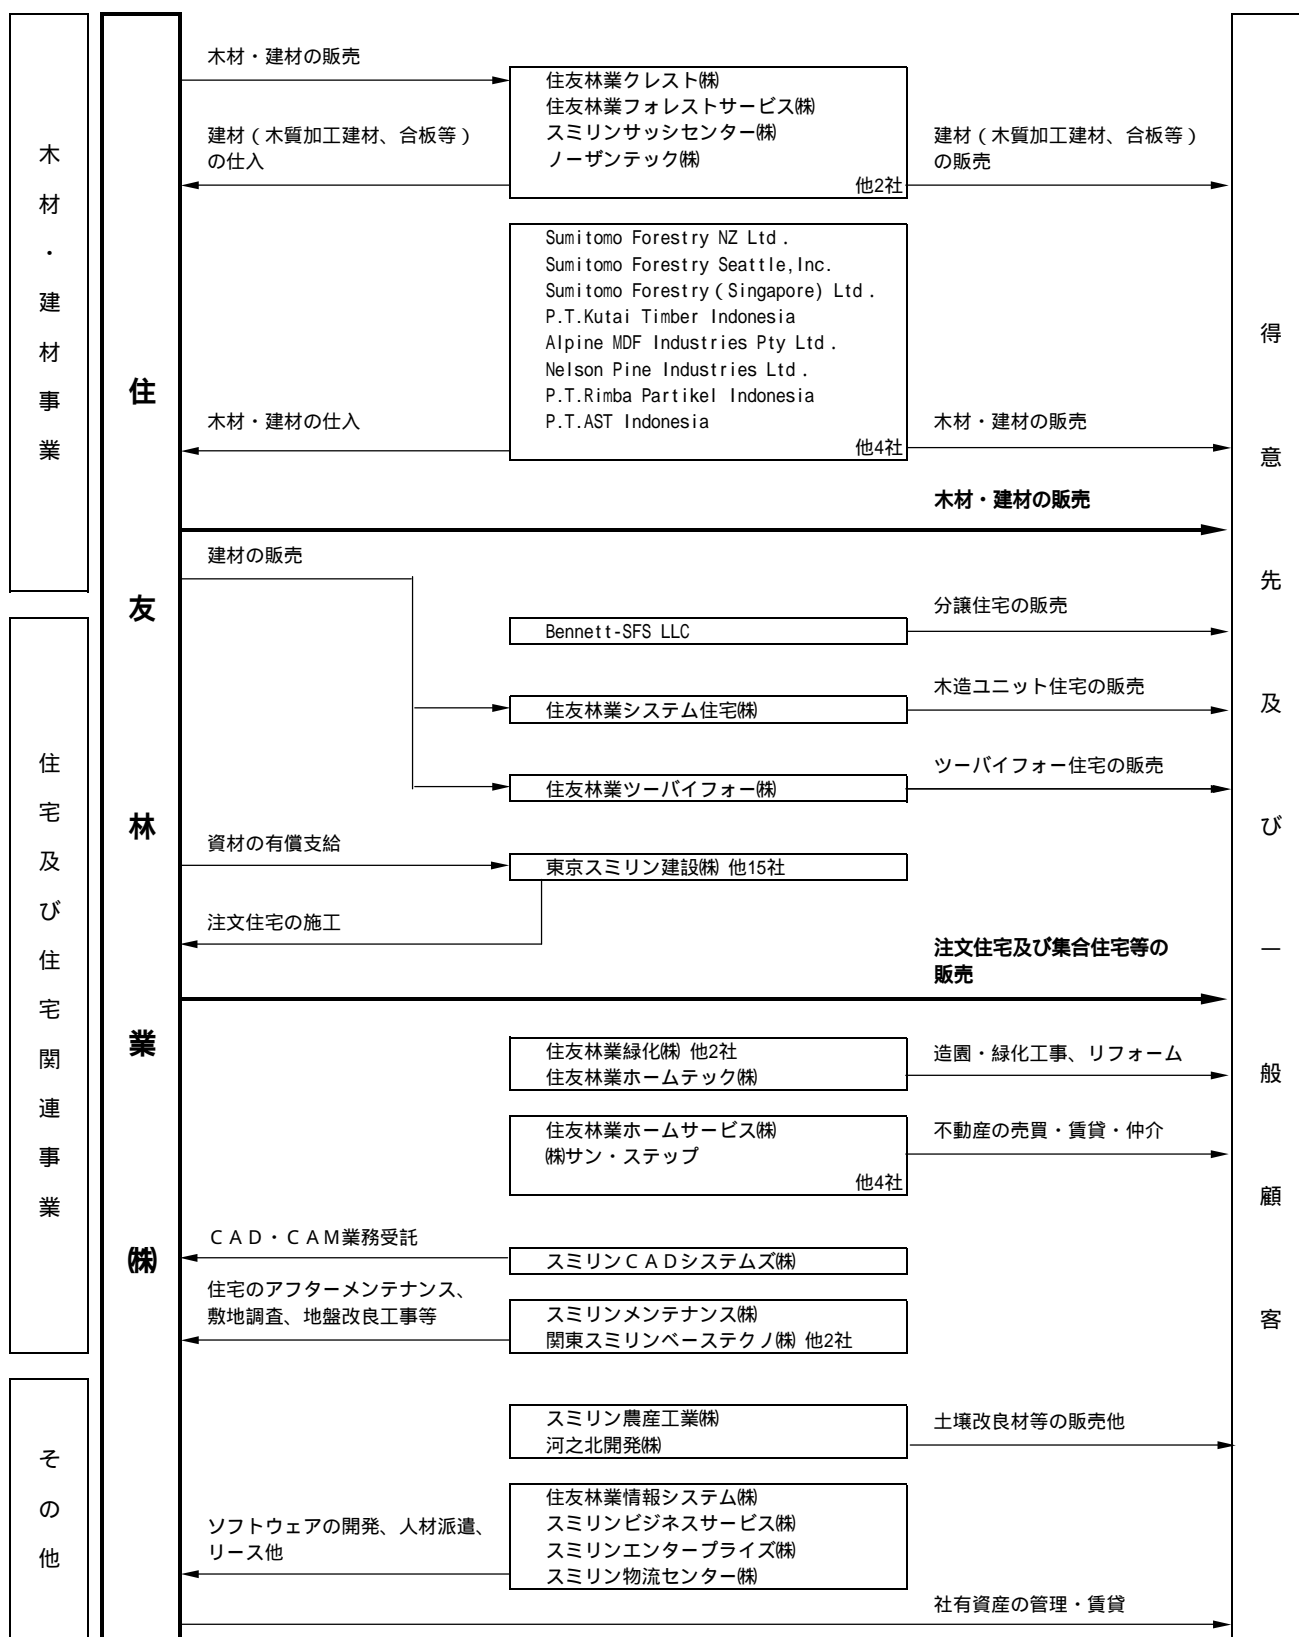 木材・建材事業
住友林業㈱
得意先及び一般顧客
木材・建材の販売
住友林業クレスト㈱
住友林業フォレストサービス㈱
スミリンサッシセンター㈱
ノーザンテック㈱
他2社
建材（木質加工建材、合板等）
の仕入
建材（木質加工建材、合板等）
の販売
Sumitomo Forestry NZ Ltd.
Sumitomo Forestry Seattle,Inc.
Sumitomo Forestry(Singapore) Ltd.
P.T.Kutai Timber Indonesia
Alpine MDF Industries Pty Ltd.
Nelson Pine Industries Ltd.
P.T.Rimba Partikel Indonesia
P.T.AST Indonesia
他4社
木材・建材の仕入
木材・建材の販売
木材・建材の販売
建材の販売
住宅及び住宅関連事業
Bennett-SFS LLC
分譲住宅の販売
住友林業システム住宅㈱
木造ユニット住宅の販売
住友林業ツーバイフォー㈱
ツーバイフォー住宅の販売
資材の有償支給
東京スミリン建設㈱ 他15社
注文住宅の施工
注文住宅及び集合住宅等の
販売
住友林業緑化㈱ 他2社
住友林業ホームテック㈱
造園・緑化工事、リフォーム
住友林業ホームサービス㈱
㈱サン・ステップ
他4社
不動産の売買・賃貸・仲介
ＣＡＤ・ＣＡＭ業務受託
スミリンＣＡＤシステムズ㈱
住宅のアフターメンテナンス、
敷地調査、地盤改良工事等
スミリンメンテナンス㈱
関東スミリンベーステクノ㈱ 他2社
その他
スミリン農産工業㈱
河之北開発㈱
土壌改良材等の販売他
住友林業情報システム㈱
スミリンビジネスサービス㈱
スミリンエンタープライズ㈱
スミリン物流センター㈱
ソフトウェアの開発、人材派遣、
リース他
社有資産の管理・賃貸